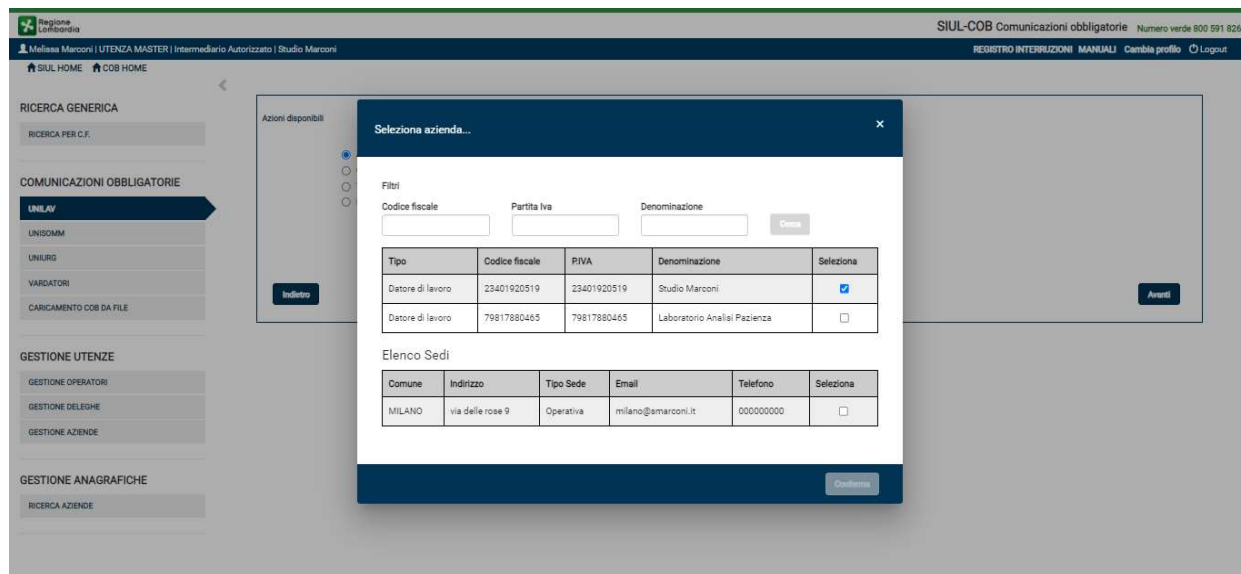 Regione
Lombardia
SIUL-COB Comunicazioni obbligatorie Numero verde 800 591 826
Melissa Marconi | UTENZA MASTER | Intermediario Autorizzato | Studio Marconi
REGISTRO INTERRUZIONI MANUALI Cambia profilo Logout
SIUL HOME COB HOME
RICERCA GENERICA
RICERCA PER C.F.
COMUNICAZIONI OBBLIGATORIE
UNILAV
UNISOMM
UNIURG
VARDATORI
CARICAMENTO COB DA FILE
GESTIONE UTENZE
GESTIONE OPERATORI
GESTIONE DELEGHE
GESTIONE AZIENDE
GESTIONE ANAGRAFICHE
RICERCA AZIENDE
Azioni disponibili
Indietro
Avanti
Seleziona azienda... ×
Filtri
Codice fiscale Partita Iva Denominazione
Cerca
Tipo Codice fiscale P.IVA Denominazione Seleziona
Datore di lavoro 23401920519 23401920519 Studio Marconi
Datore di lavoro 79817880465 79817880465 Laboratorio Analisi Pazienza
Elenco Sedi
Comune Indirizzo Tipo Sede Email Telefono Seleziona
MILANO via delle rose 9 Operativa milano@smarconi.it 000000000
Conferma